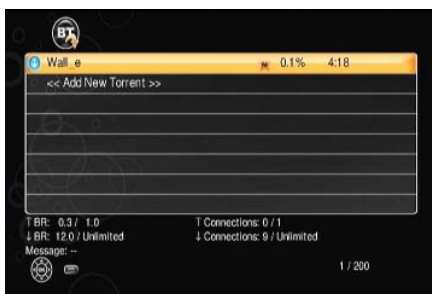 BT
Wall_e 0.1% 4:18
<< Add New Torrent >>
↑ BR: 0.3 / 1.0 ↑ Connections: 0 / 1
↓ BR: 12.0 / Unlimited ↓ Connections: 9 / Unlimited
Message: --
1 / 200